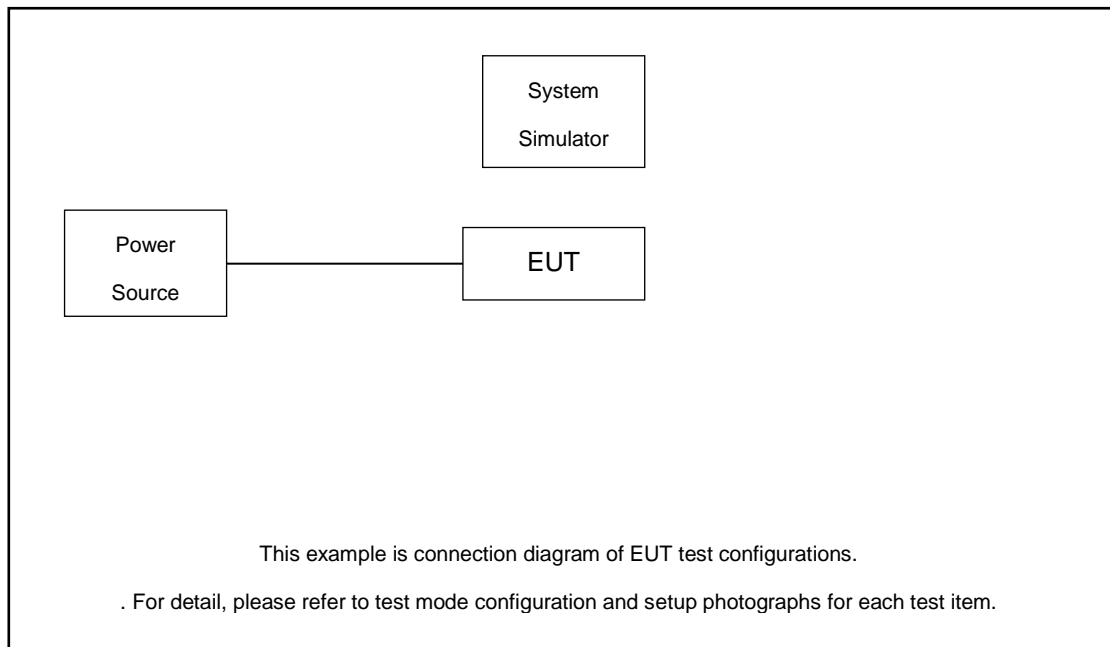 System
Simulator
Power
Source
EUT
This example is connection diagram of EUT test configurations.
. For detail, please refer to test mode configuration and setup photographs for each test item.